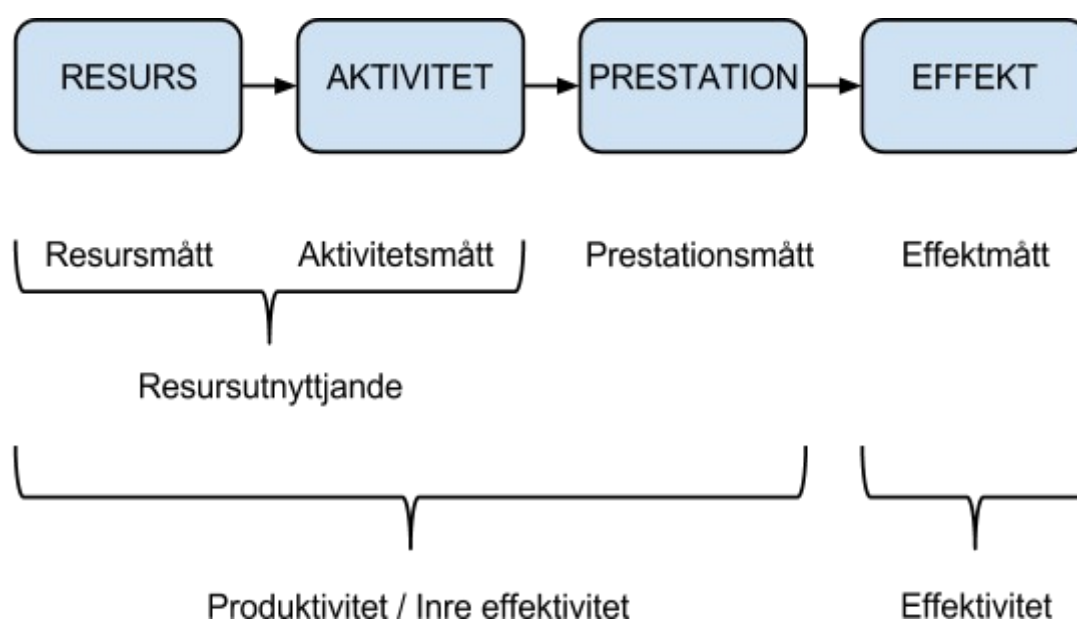 RESURS
AKTIVITET
PRESTATION
EFFEKT
Resursmått
Aktivitetsmått
Prestationsmått
Effektmått
Resursutnyttjande
Produktivitet / Inre effektivitet
Effektivitet